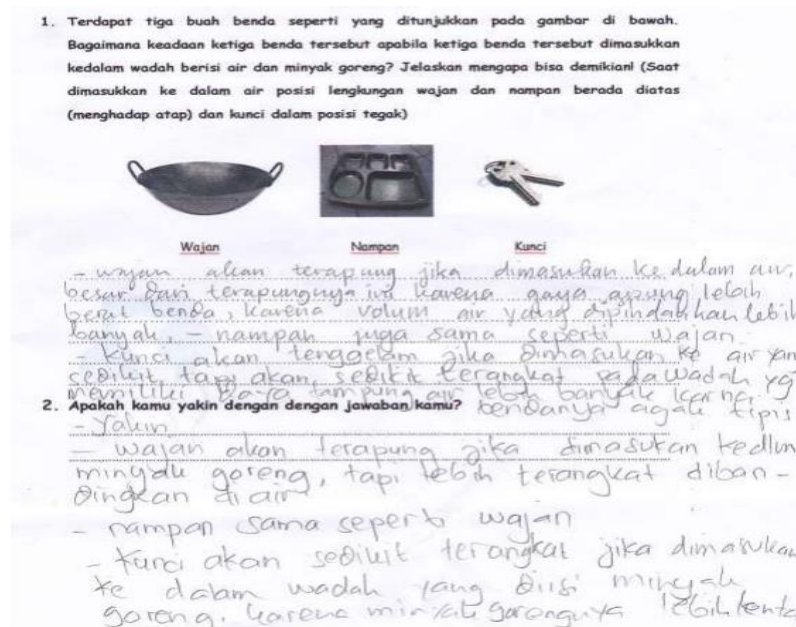 1. Terdapat tiga buah benda seperti yang ditunjukkan pada gambar di bawah.
Bagaimana keadaan ketiga benda tersebut apabila ketiga benda tersebut dimasukkan
kedalam wadah berisi air dan minyak goreng? Jelaskan mengapa bisa demikian! (Saat
dimasukkan ke dalam air posisi lengkungan wajan dan nampan berada diatas
(menghadap atap) dan kunci dalam posisi tegak)
Wajan Nampan Kunci
- wajan akan terapung jika dimasukan ke dalam air,
besar dari terapungnya itu karena gaya apung lebih
berat benda, karena volum air yang dipindahkan lebih
banyak, - nampan juga sama seperti wajan
- kunci akan tenggelam jika dimasukan ke air yan
sedikit, tapi akan sedikit terangkat pada wadah yg
memiliki daya tampung air lebih banyak karna
2. Apakah kamu yakin dengan dengan jawaban kamu? bendanya agak tipis
- Yakin
- wajan akan terapung jika dimasukan kedlm
minyak goreng, tapi lebih terangkat diban-
dingkan di air
- nampan sama seperti wajan
- kunci akan sedikit terangkat jika dimasukan
ke dalam wadah yang diisi minyak
goreng. karena minyak gorengnya lebih